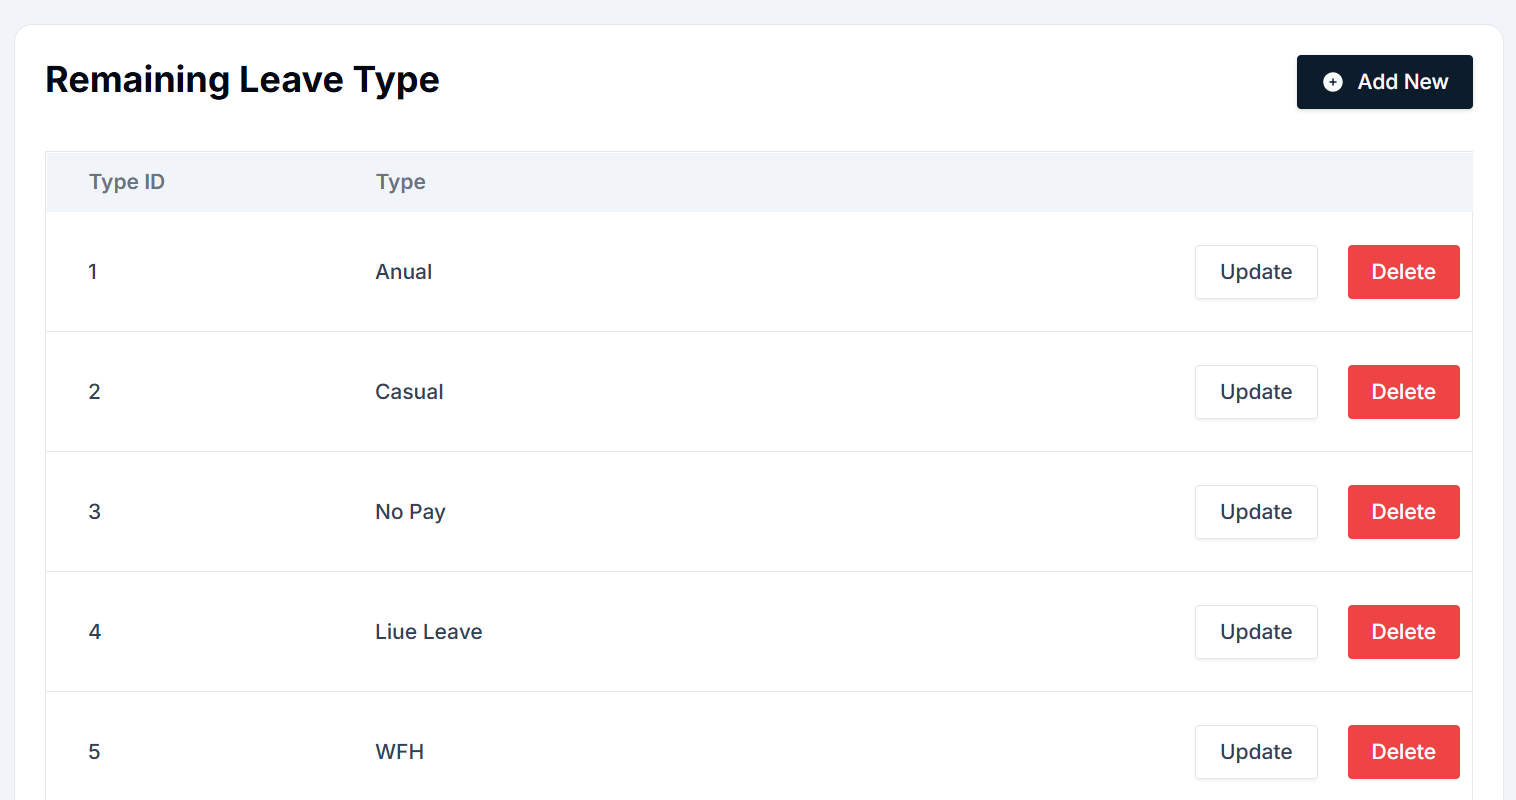 Remaining Leave Type
Add New
Type ID Type
1 Anual Update Delete
2 Casual Update Delete
3 No Pay Update Delete
4 Liue Leave Update Delete
5 WFH Update Delete